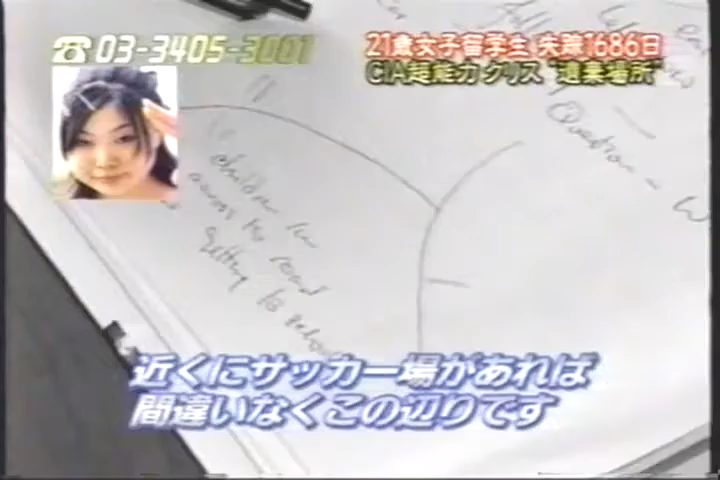 ☎03-3405-3001
21歳女子留学生 失踪1686日
CIA超能力 クリス "遺棄場所"
Question - W
children in
across the road
getting to school
近くにサッカー場があれば
間違いなくこの辺りです